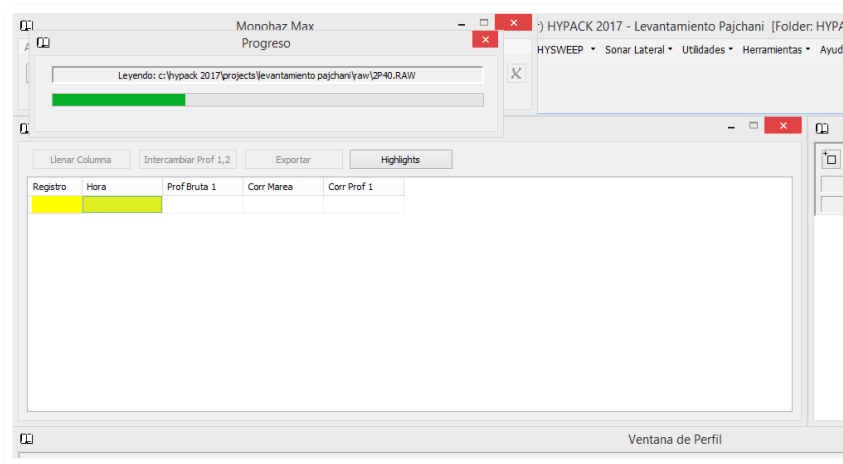 Monohaz Max
) HYPACK 2017 - Levantamiento Pajchani [Folder: HYPA
Progreso
HYSWEEP Sonar Lateral Utilidades Herramientas Ayud
Leyendo: c:\hypack 2017\projects\levantamiento pajchani\raw\2P40.RAW
Llenar Columna Intercambiar Prof 1,2 Exportar Highlights
Registro Hora Prof Bruta 1 Corr Marea Corr Prof 1
Ventana de Perfil